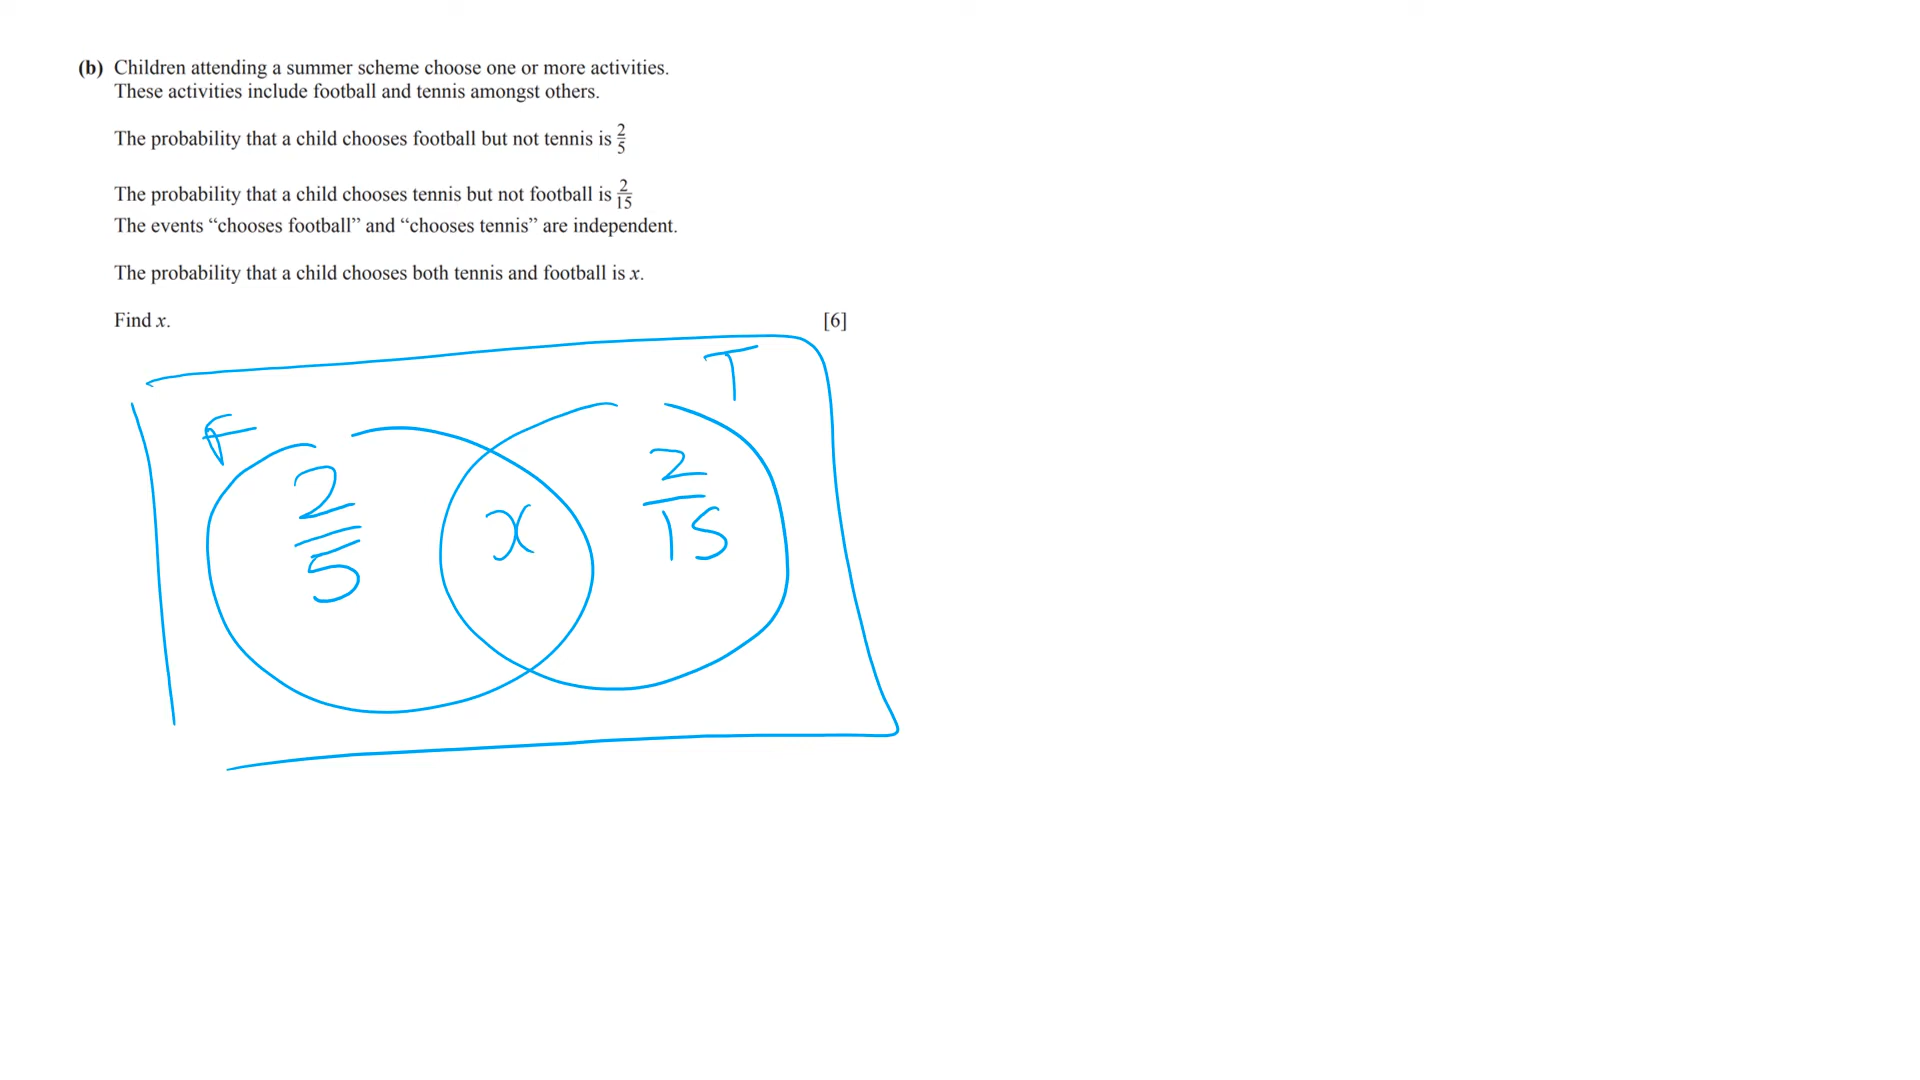 (b) Children attending a summer scheme choose one or more activities.
These activities include football and tennis amongst others.
The probability that a child chooses football but not tennis is 2/5
The probability that a child chooses tennis but not football is 2/15
The events “chooses football” and “chooses tennis” are independent.
The probability that a child chooses both tennis and football is x.
Find x. [6]
F T
2/5 x 2/15